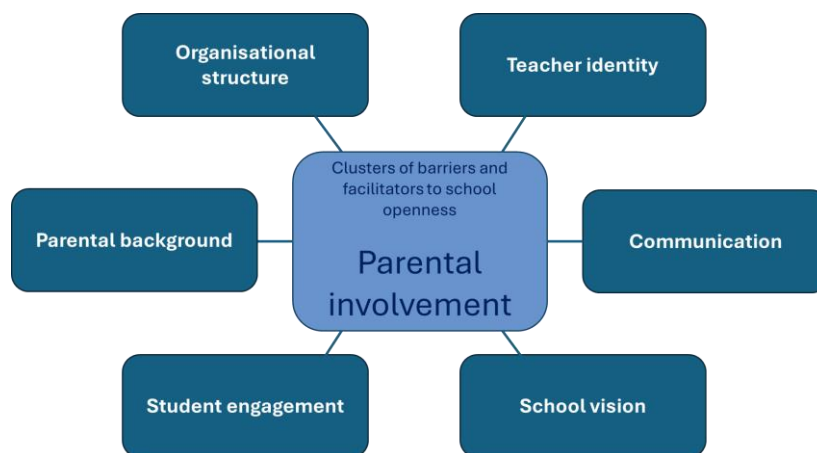 Organisational
structure
Teacher identity
Clusters of barriers and
facilitators to school
openness
Parental
involvement
Parental background
Communication
Student engagement
School vision